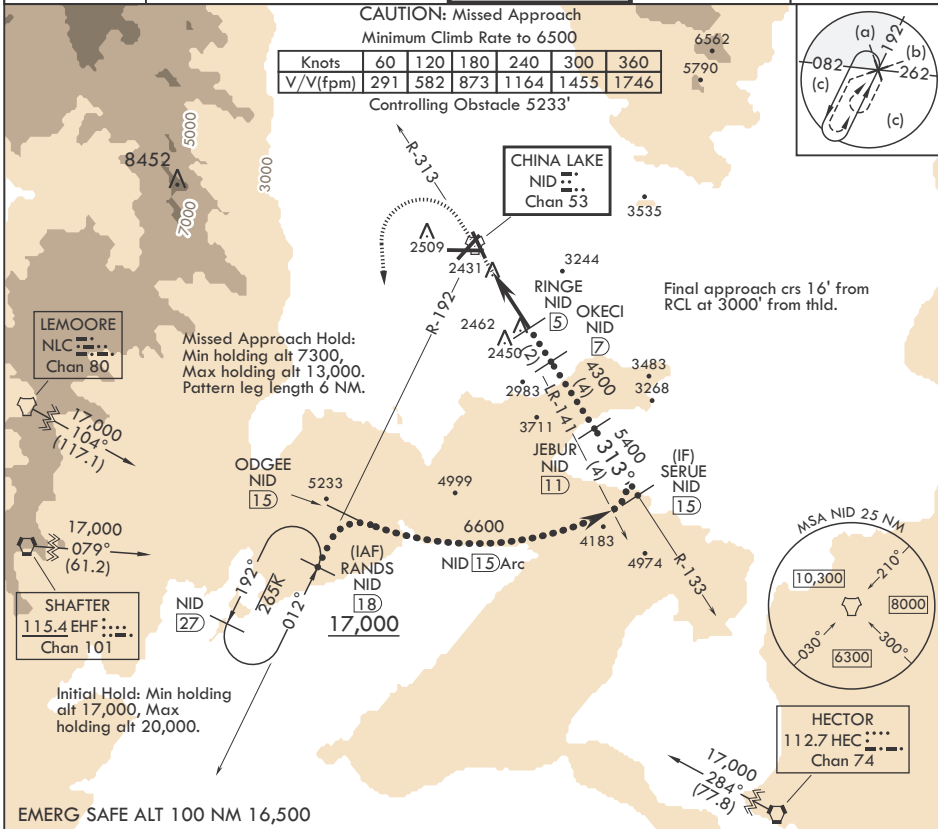 CAUTION: Missed Approach
Minimum Climb Rate to 6500
Knots 60 120 180 240 300 360
V/V(fpm) 291 582 873 1164 1455 1746
Controlling Obstacle 5233'
6562
5790
(a)
192
(b)
082
262
(c)
(c)
5000
3000
8452
7000
R-313
CHINA LAKE
NID
Chan 53
3535
2509
2431
3244
RINGE
NID
5
Final approach crs 16' from
RCL at 3000' from thld.
R-192
OKECI
NID
7
2462
2450
(2)
LEMOORE
NLC
Chan 80
Missed Approach Hold:
Min holding alt 7300,
Max holding alt 13,000.
Pattern leg length 6 NM.
4300
(4)
3483
3268
2983
LR-141
3711
17,000
104°
(117.1)
JEBUR
NID
11
5400
313°
(4)
(IF)
SERUE
NID
15
ODGEE
NID
15
5233
4999
6600
NID 15 Arc
4183
4974
R-133
MSA NID 25 NM
210°
10,300
8000
030°
300°
6300
17,000
079°
(61.2)
(IAF)
RANDS
NID
18
17,000
192°
265K
012°
NID
27
SHAFTER
115.4 EHF
Chan 101
Initial Hold: Min holding
alt 17,000, Max
holding alt 20,000.
HECTOR
112.7 HEC
Chan 74
17,000
284°
(77.8)
EMERG SAFE ALT 100 NM 16,500